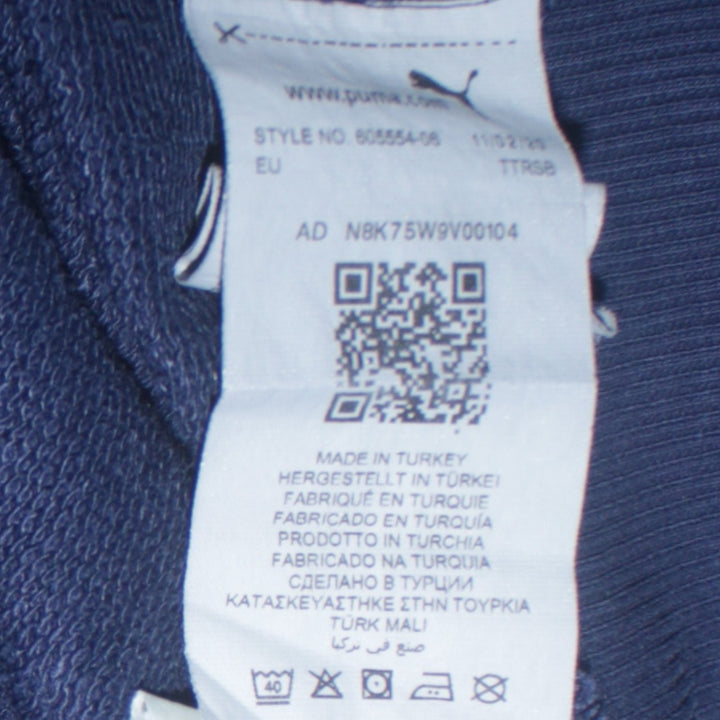 www.puma.com
STYLE NO. 605554-06 11/02/20
EU TTRSB
AD N8K75W9V00104
MADE IN TURKEY
HERGESTELLT IN TÜRKEI
FABRIQUÉ EN TURQUIE
FABRICADO EN TURQUÍA
PRODOTTO IN TURCHIA
FABRICADO NA TURQUIA
СДЕЛАНО В ТУРЦИИ
ΚΑΤΑΣΚΕΥΑΣΤΗΚΕ ΣΤΗΝ ΤΟΥΡΚΙΑ
TÜRK MALI
صنع في تركيا
40